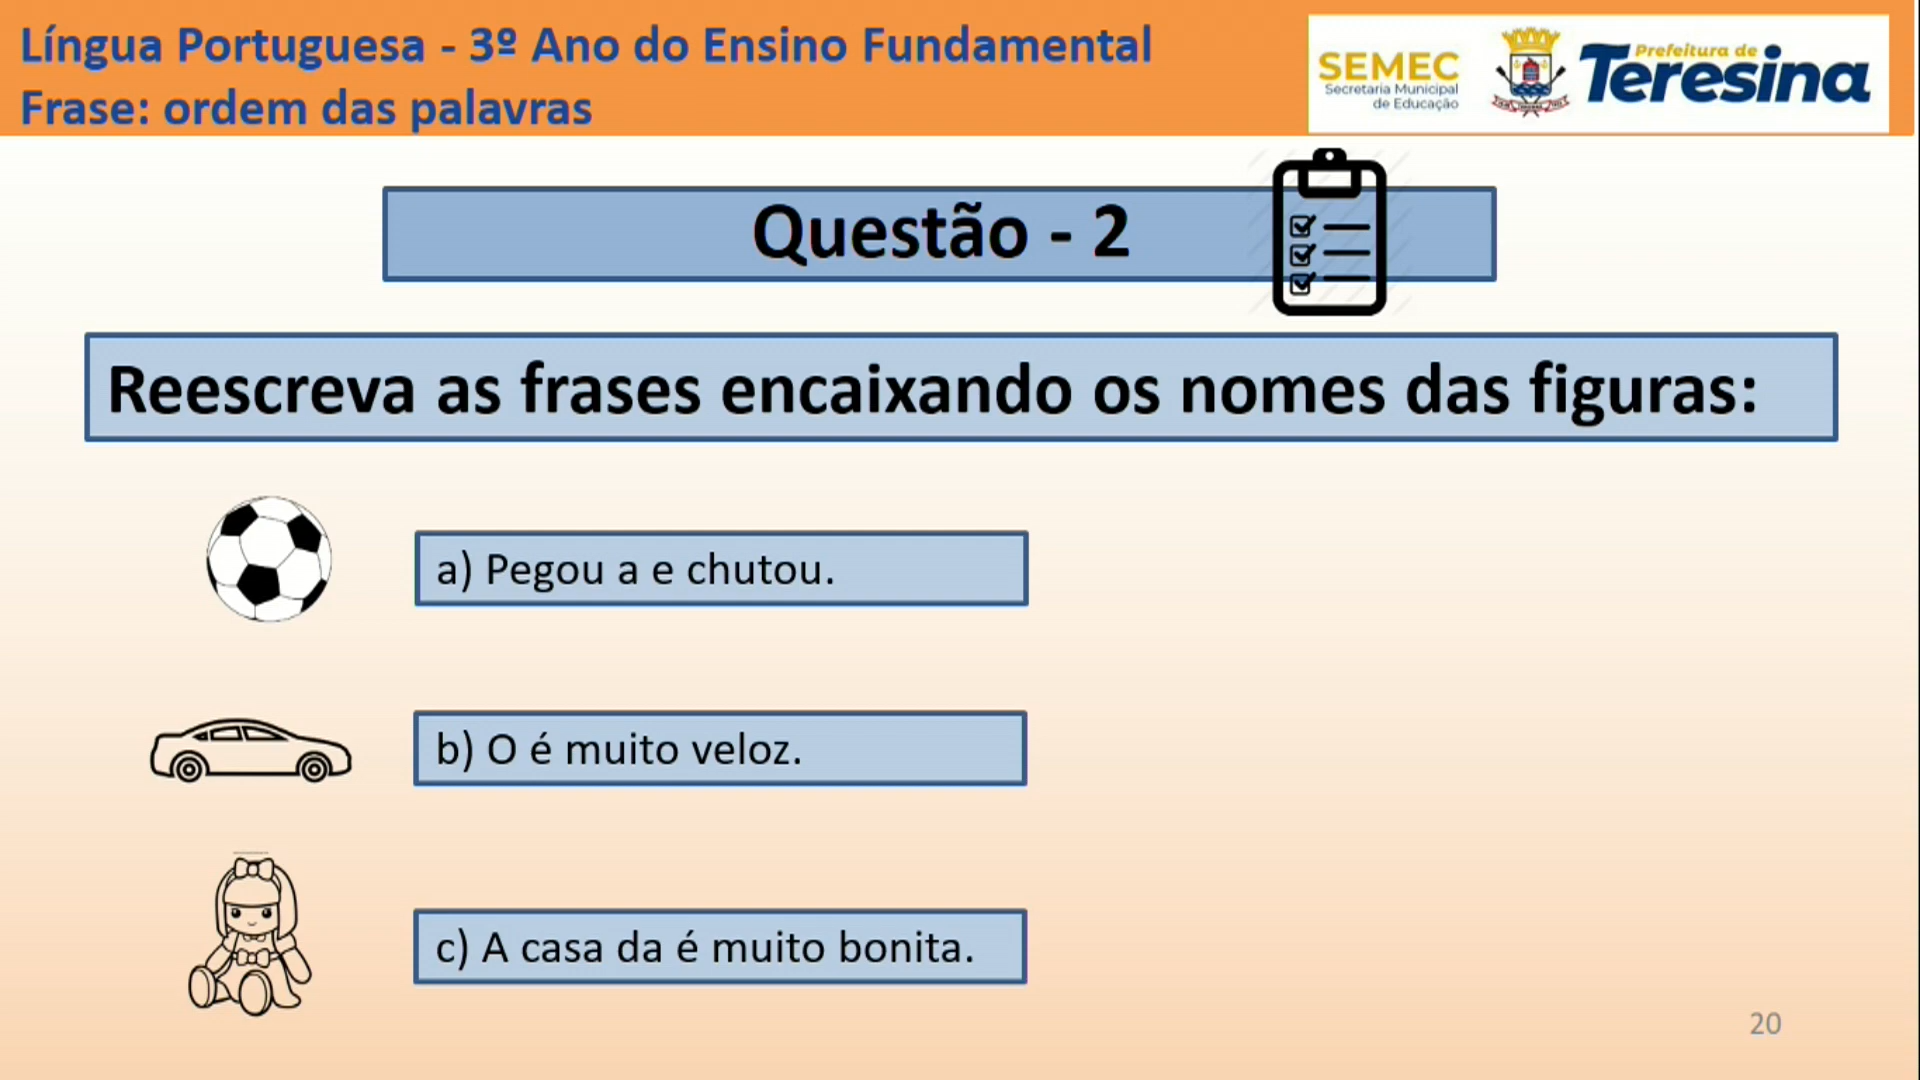 Língua Portuguesa - 3º Ano do Ensino Fundamental
Frase: ordem das palavras
SEMEC
Secretaria Municipal
de Educação
Prefeitura de
Teresina
Questão - 2
Reescreva as frases encaixando os nomes das figuras:
a) Pegou a e chutou.
b) O é muito veloz.
c) A casa da é muito bonita.
20